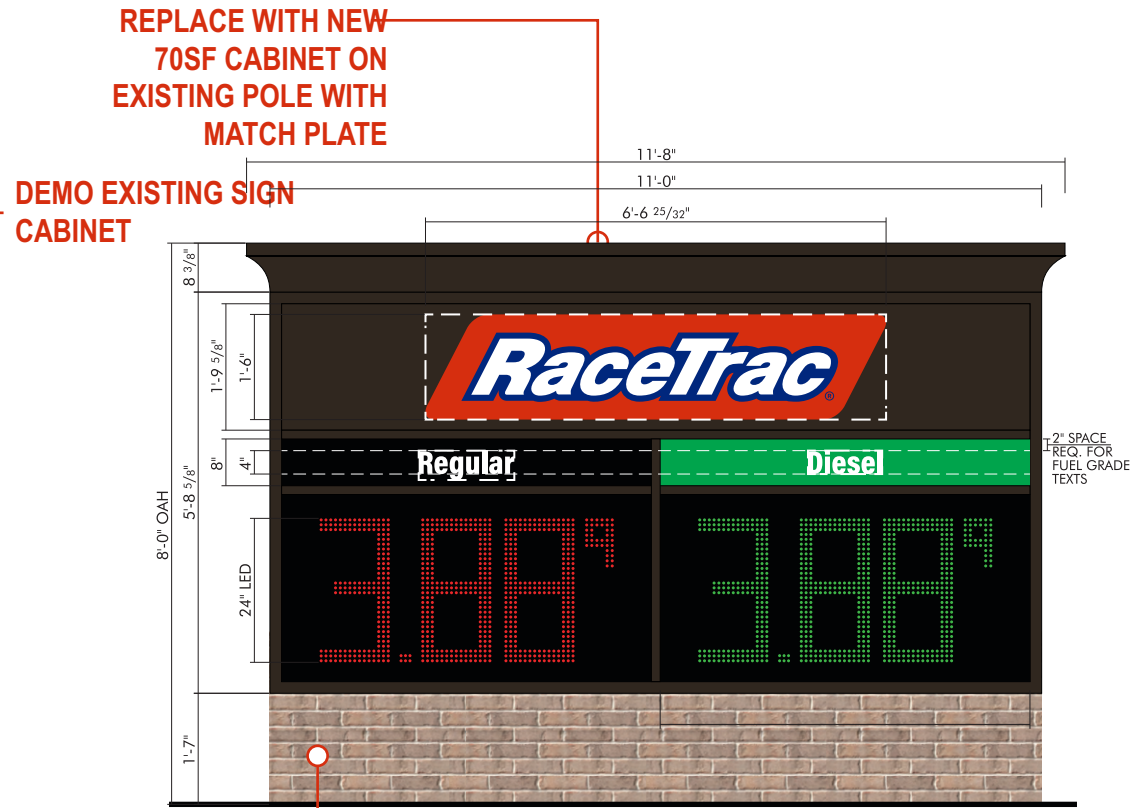 REPLACE WITH NEW
70SF CABINET ON
EXISTING POLE WITH
MATCH PLATE
DEMO EXISTING SIGN
CABINET
11'-8"
11'-0"
6'-6 25/32"
8 3/8"
1'-9 5/8"
1'-6"
RaceTrac®
8"
4"
Regular
Diesel
2" SPACE
REQ. FOR
FUEL GRADE
TEXTS
8'-0" OAH
5'-8 5/8"
24" LED
3.889
3.889
1'-7"